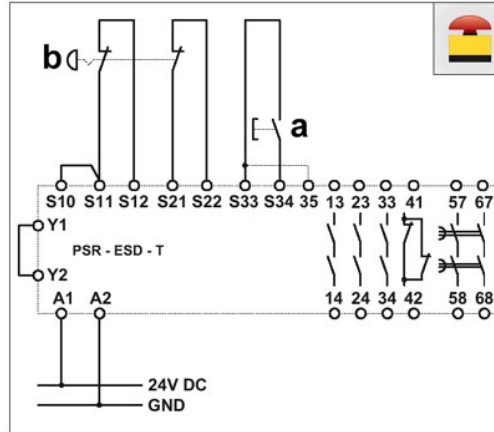 b
a
S10 S11 S12 S21 S22 S33 S34 35 13 23 33 41 57 67
Y1
PSR - ESD - T
Y2
A1 A2
14 24 34 42 58 68
24V DC
GND